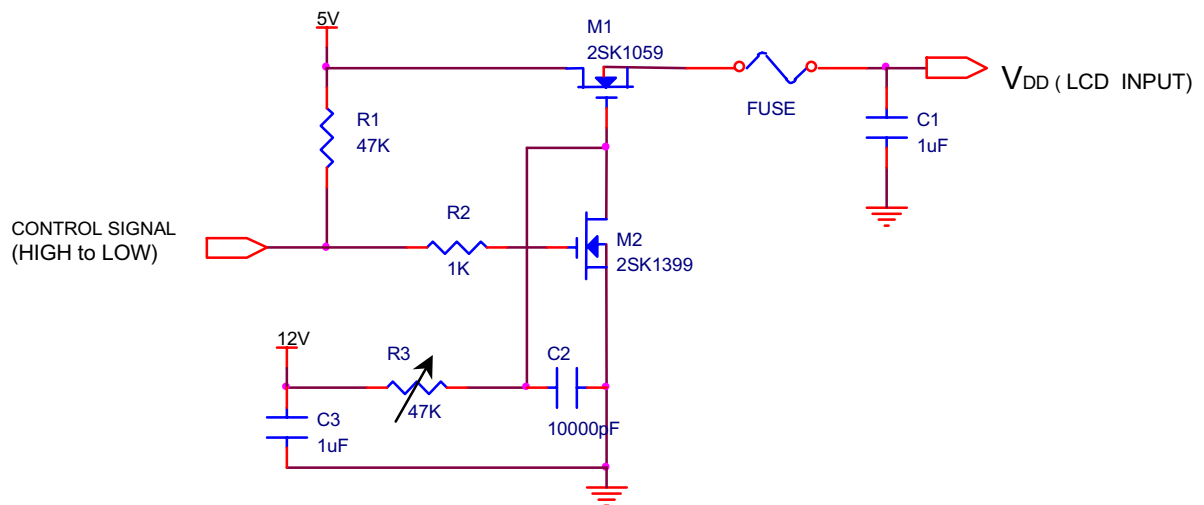 5V
M1
2SK1059
R1
47K
FUSE
VDD ( LCD INPUT)
C1
1uF
CONTROL SIGNAL
(HIGH to LOW)
R2
1K
M2
2SK1399
12V
R3
47K
C2
10000pF
C3
1uF